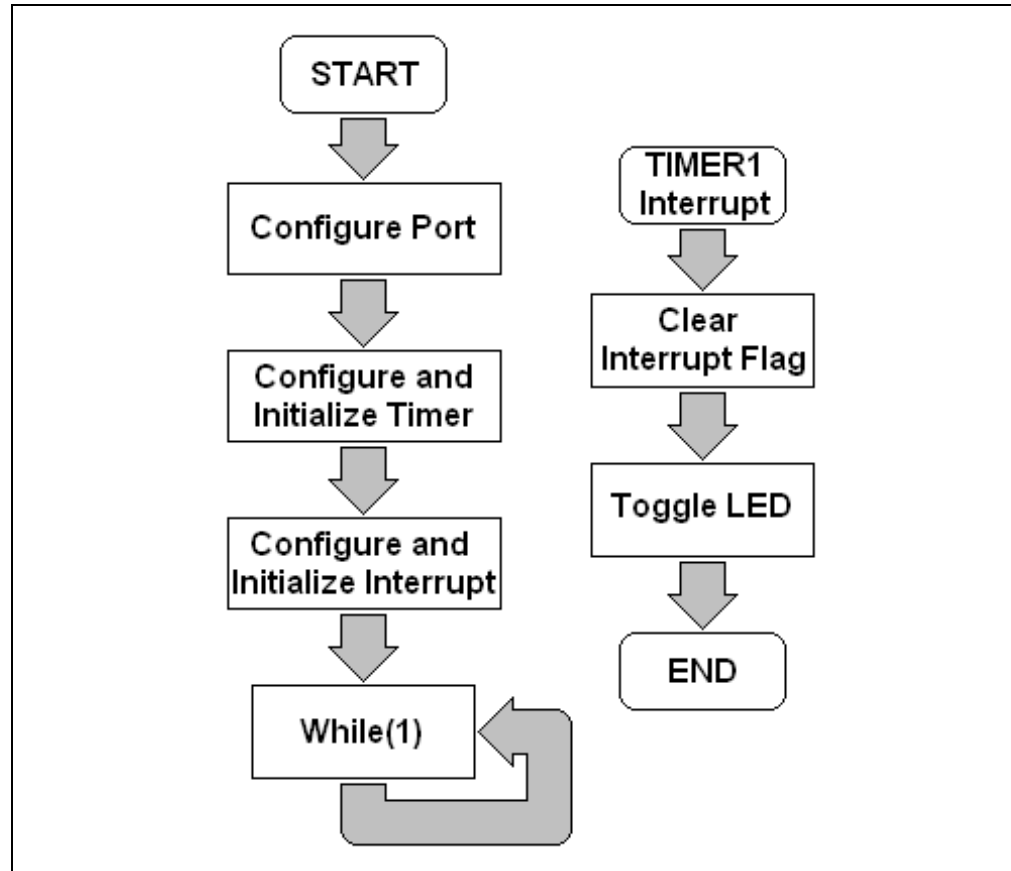 START
Configure Port
Configure and
Initialize Timer
Configure and
Initialize Interrupt
While(1)
TIMER1
Interrupt
Clear
Interrupt Flag
Toggle LED
END